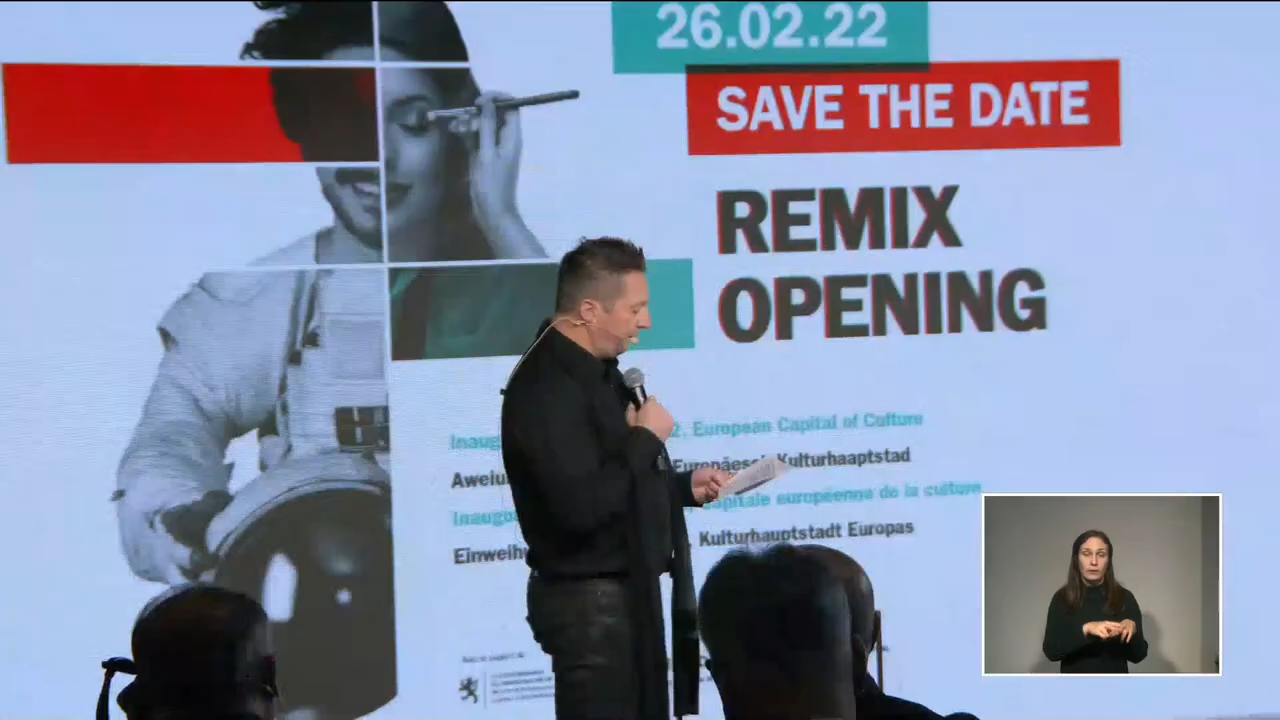 26.02.22
SAVE THE DATE
REMIX
OPENING
2, European Capital of Culture
Kulturhaaptstad
capitale européenne de la culture
Kulturhauptstadt Europas